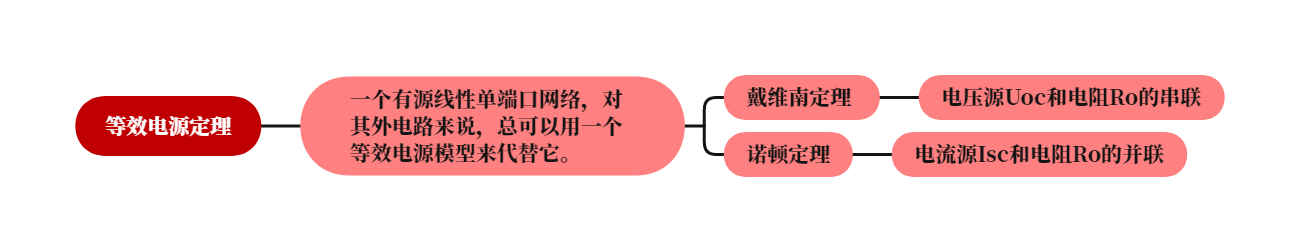 等效电源定理
一个有源线性单端口网络，对
其外电路来说，总可以用一个
等效电源模型来代替它。
戴维南定理
电压源Uoc和电阻Ro的串联
诺顿定理
电流源Isc和电阻Ro的并联